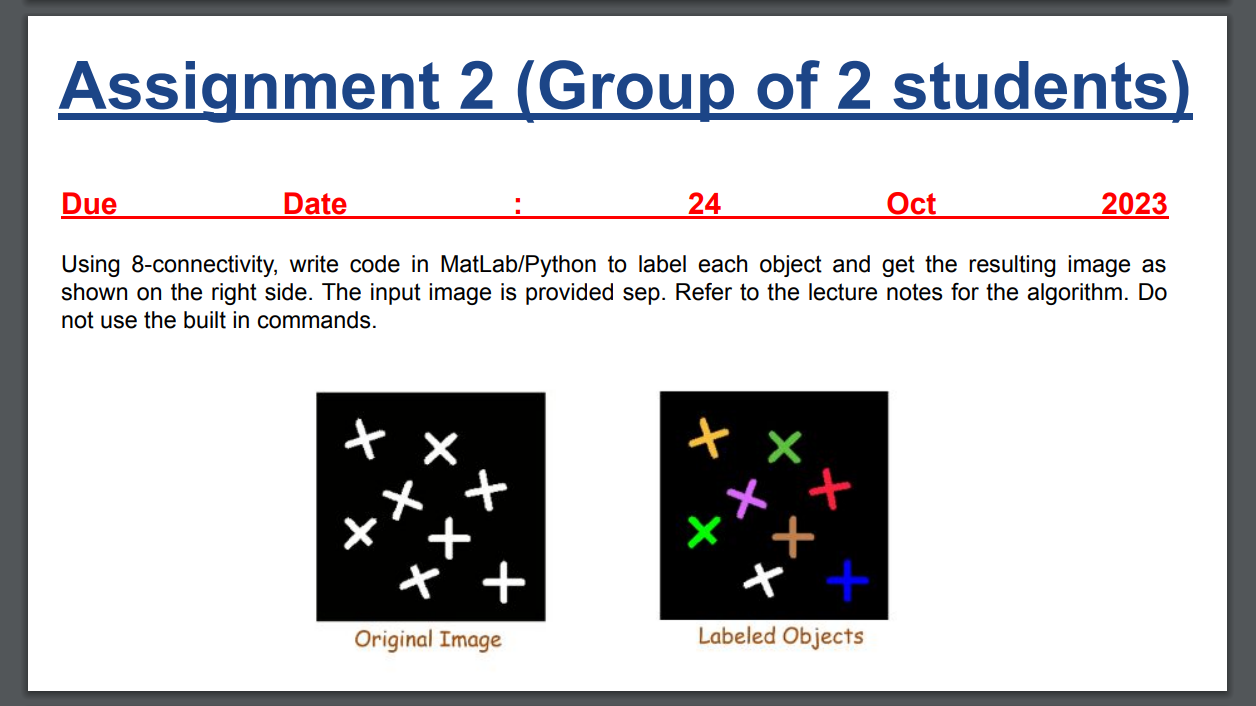 Assignment 2 (Group of 2 students)
Due Date : 24 Oct 2023
Using 8-connectivity, write code in MatLab/Python to label each object and get the resulting image as
shown on the right side. The input image is provided sep. Refer to the lecture notes for the algorithm. Do
not use the built in commands.
Original Image
Labeled Objects